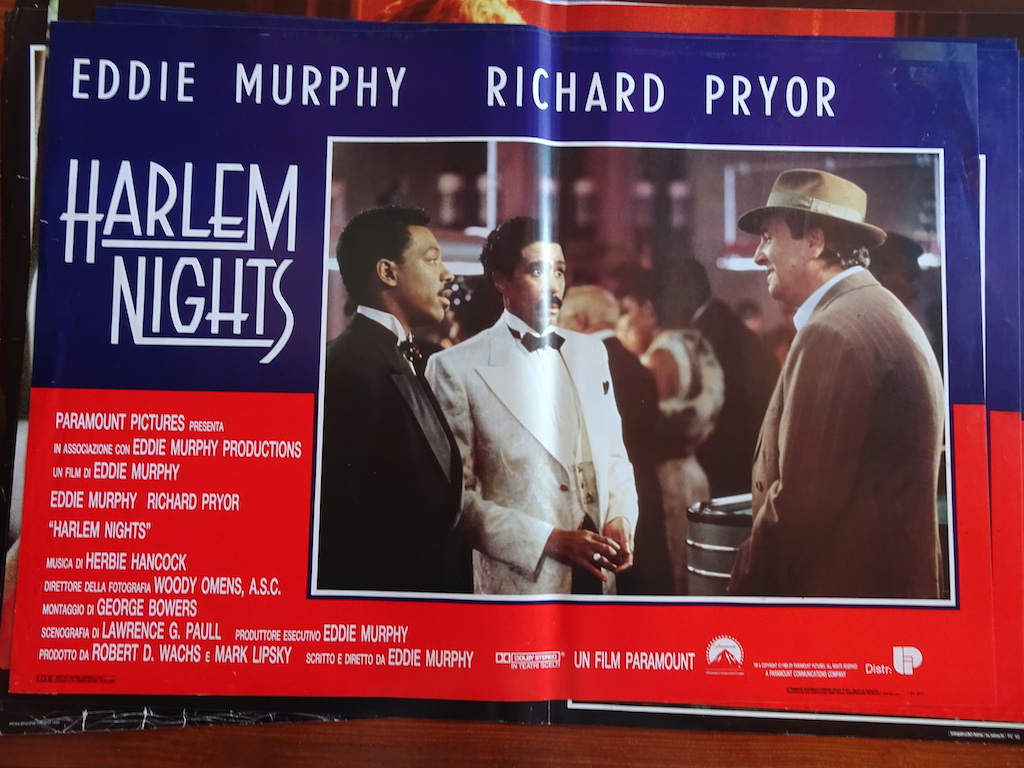 EDDIE MURPHY RICHARD PRYOR
HARLEM
NIGHTS
PARAMOUNT PICTURES PRESENTA
IN ASSOCIAZIONE CON EDDIE MURPHY PRODUCTIONS
UN FILM DI EDDIE MURPHY
EDDIE MURPHY RICHARD PRYOR
"HARLEM NIGHTS"
MUSICA DI HERBIE HANCOCK
DIRETTORE DELLA FOTOGRAFIA WOODY OMENS, A.S.C.
MONTAGGIO DI GEORGE BOWERS
SCENOGRAFIA DI LAWRENCE G. PAULL PRODUTTORE ESECUTIVO EDDIE MURPHY
PRODOTTO DA ROBERT D. WACHS E MARK LIPSKY SCRITTO E DIRETTO DA EDDIE MURPHY
DOLBY STEREO
IN TEATRI SCELTI
UN FILM PARAMOUNT
Paramount
A PARAMOUNT COMMUNICATIONS COMPANY
Distr.